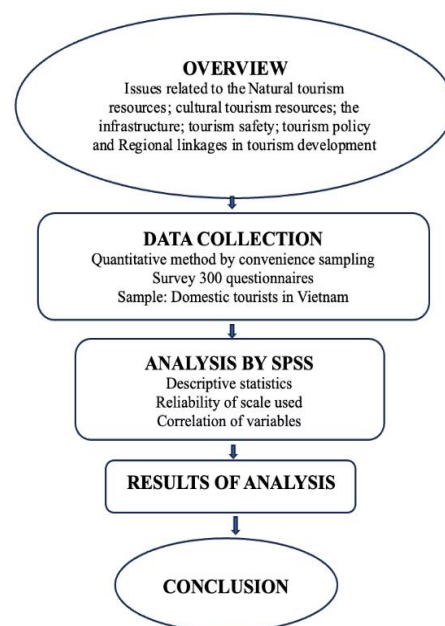 OVERVIEW
Issues related to the Natural tourism
resources; cultural tourism resources; the
infrastructure; tourism safety; tourism policy
and Regional linkages in tourism development
DATA COLLECTION
Quantitative method by convenience sampling
Survey 300 questionnaires
Sample: Domestic tourists in Vietnam
ANALYSIS BY SPSS
Descriptive statistics
Reliability of scale used
Correlation of variables
RESULTS OF ANALYSIS
CONCLUSION